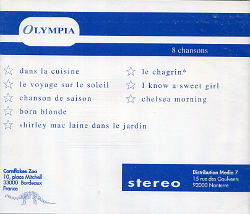 OLYMPIA
8 chansons
dans la cuisine
le voyage sur le soleil
chanson de saison
born blonde
shirley mac laine dans le jardin
le chagrin*
I know a sweet girl
chelsea morning
Cornflakes Zoo
10, place Mitchell
33000 Bordeaux
France
stereo
Distribution Media 7
15 rue des Goulvents
92000 Nanterre